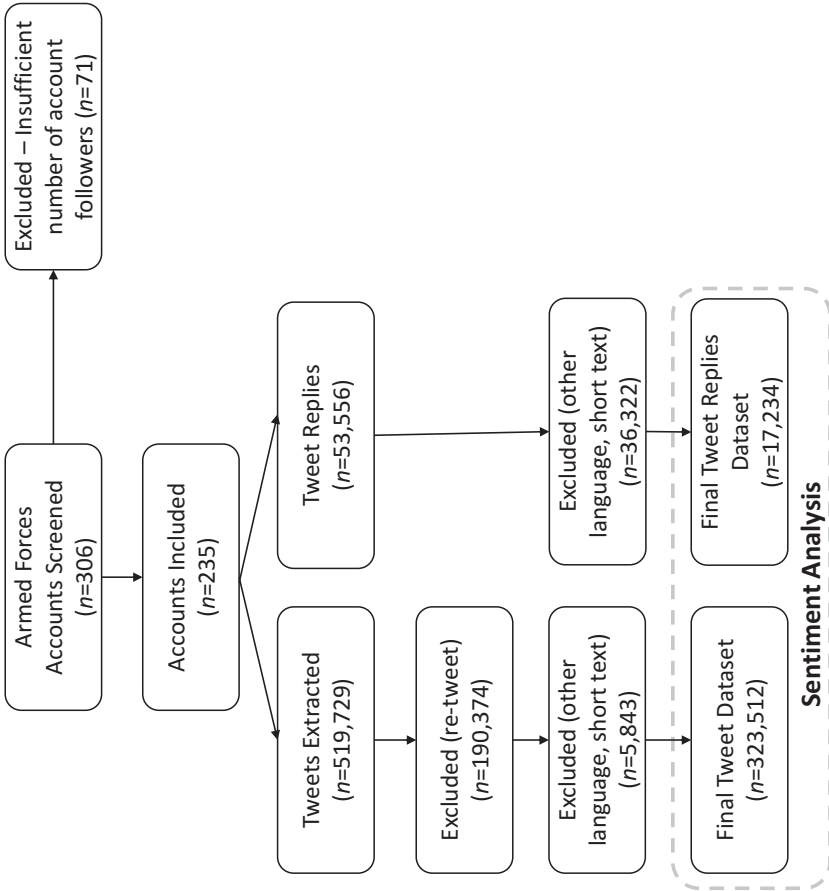 Armed Forces
Accounts Screened
(n=306)
Excluded – Insufficient
number of account
followers (n=71)
Accounts Included
(n=235)
Tweets Extracted
(n=519,729)
Tweet Replies
(n=53,556)
Excluded (re-tweet)
(n=190,374)
Excluded (other
language, short text)
(n=5,843)
Excluded (other
language, short text)
(n=36,322)
Final Tweet Dataset
(n=323,512)
Final Tweet Replies
Dataset
(n=17,234)
Sentiment Analysis